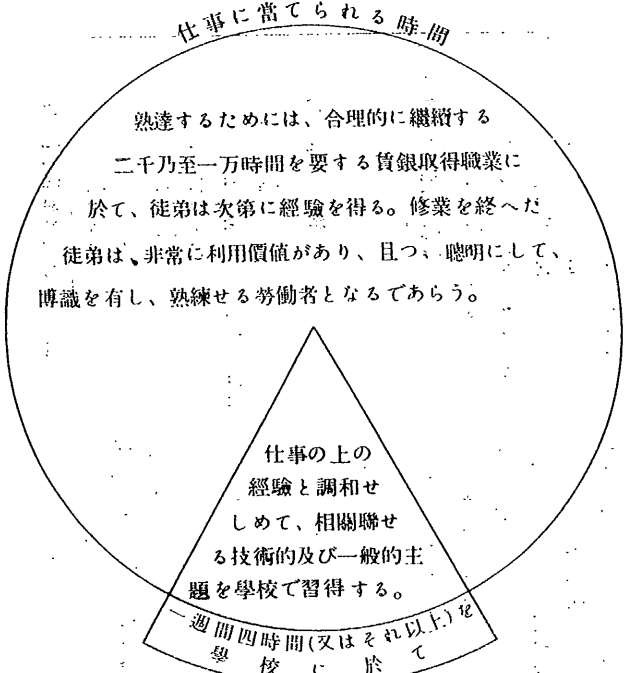 仕事に當てられる時間
熟達するためには、合理的に繼續する
二千乃至一万時間を要する賃銀取得職業に
於て、徒弟は次第に經驗を得る。修業を終へた
徒弟は、非常に利用價値があり、且つ、聰明にして、
博識を有し、熟練せる勞働者となるであらう。
仕事の上の
經驗と調和せ
しめて、相關聯せ
る技術的及び一般的主
題を學校で習得する。
一週間四時間(又はそれ以上)を
學校に於て